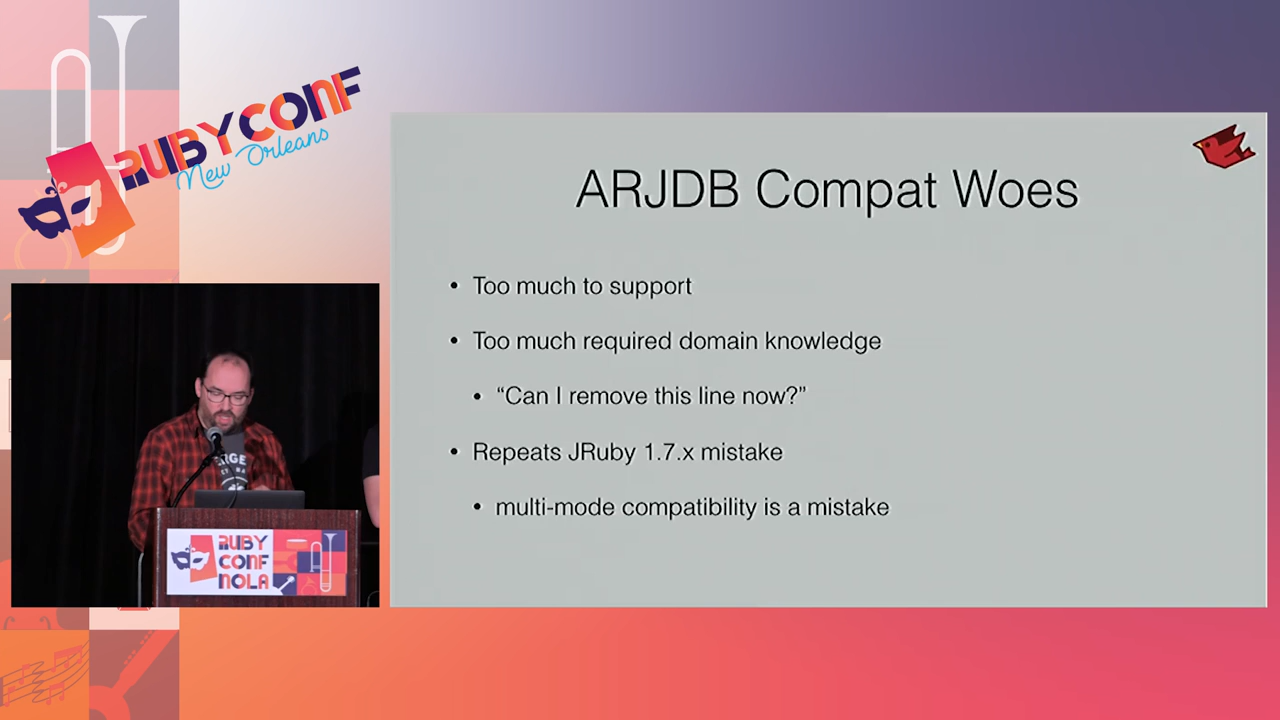 RUBYCONF
New Orleans
ARJDB Compat Woes
• Too much to support
• Too much required domain knowledge
• “Can I remove this line now?”
• Repeats JRuby 1.7.x mistake
• multi-mode compatibility is a mistake
RUBY
CONF
NOLA